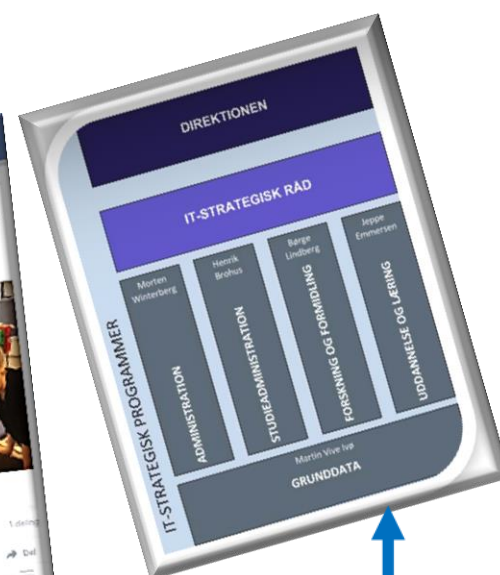 DIREKTIONEN
IT-STRATEGISK RÅD
IT-STRATEGISK PROGRAMMER
Morten
Winterberg
ADMINISTRATION
Henrik
Brohus
STUDIEADMINISTRATION
Børge
Lindberg
FORSKNING OG FORMIDLING
Jeppe
Emmersen
UDDANNELSE OG LÆRING
Martin Vive Ivø
GRUNDDATA
1 deling
Del